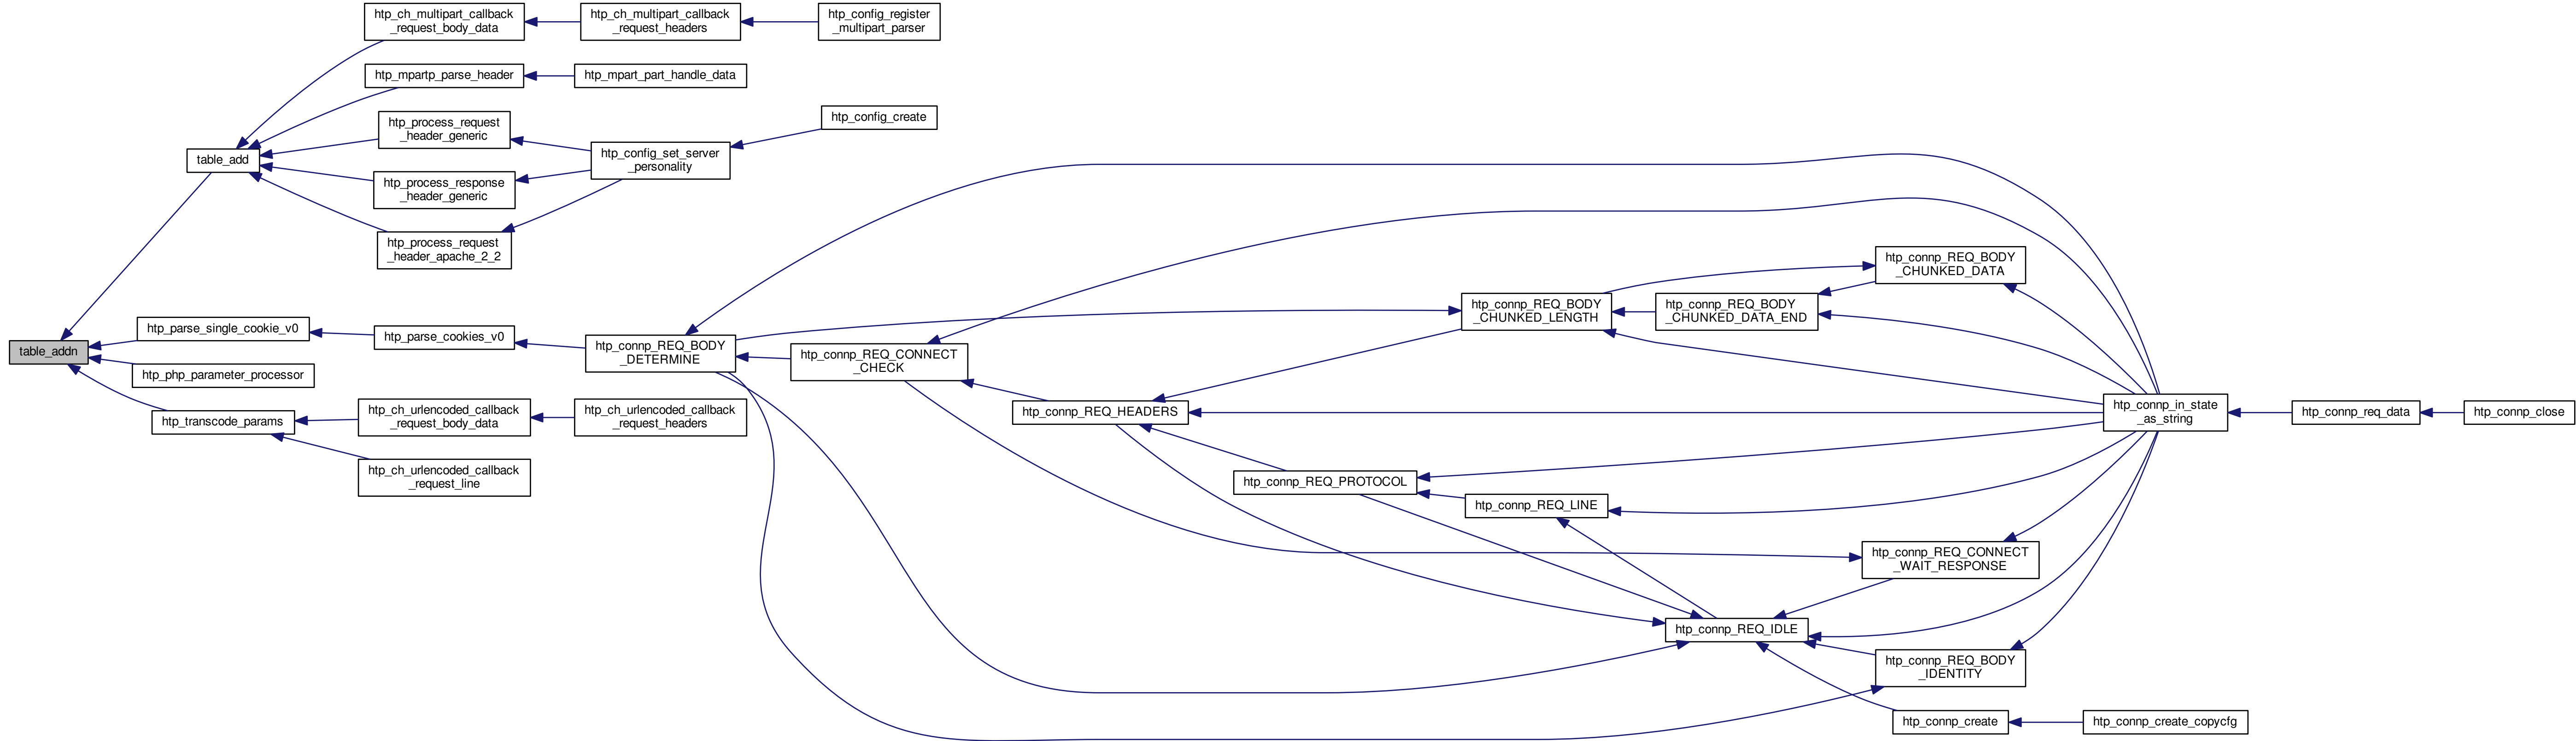 htp_ch_multipart_callback
_request_body_data
htp_ch_multipart_callback
_request_headers
htp_config_register
_multipart_parser
htp_mpartp_parse_header
htp_mpart_part_handle_data
htp_process_request
_header_generic
htp_config_create
table_add
htp_config_set_server
_personality
htp_process_response
_header_generic
htp_process_request
_header_apache_2_2
htp_connp_REQ_BODY
_CHUNKED_DATA
htp_connp_REQ_BODY
_CHUNKED_LENGTH
htp_connp_REQ_BODY
_CHUNKED_DATA_END
htp_parse_single_cookie_v0
htp_parse_cookies_v0
table_addn
htp_connp_REQ_BODY
_DETERMINE
htp_connp_REQ_CONNECT
_CHECK
htp_php_parameter_processor
htp_connp_REQ_HEADERS
htp_connp_in_state
_as_string
htp_connp_req_data
htp_connp_close
htp_transcode_params
htp_ch_urlencoded_callback
_request_body_data
htp_ch_urlencoded_callback
_request_headers
htp_ch_urlencoded_callback
_request_line
htp_connp_REQ_PROTOCOL
htp_connp_REQ_LINE
htp_connp_REQ_CONNECT
_WAIT_RESPONSE
htp_connp_REQ_IDLE
htp_connp_REQ_BODY
_IDENTITY
htp_connp_create
htp_connp_create_copycfg